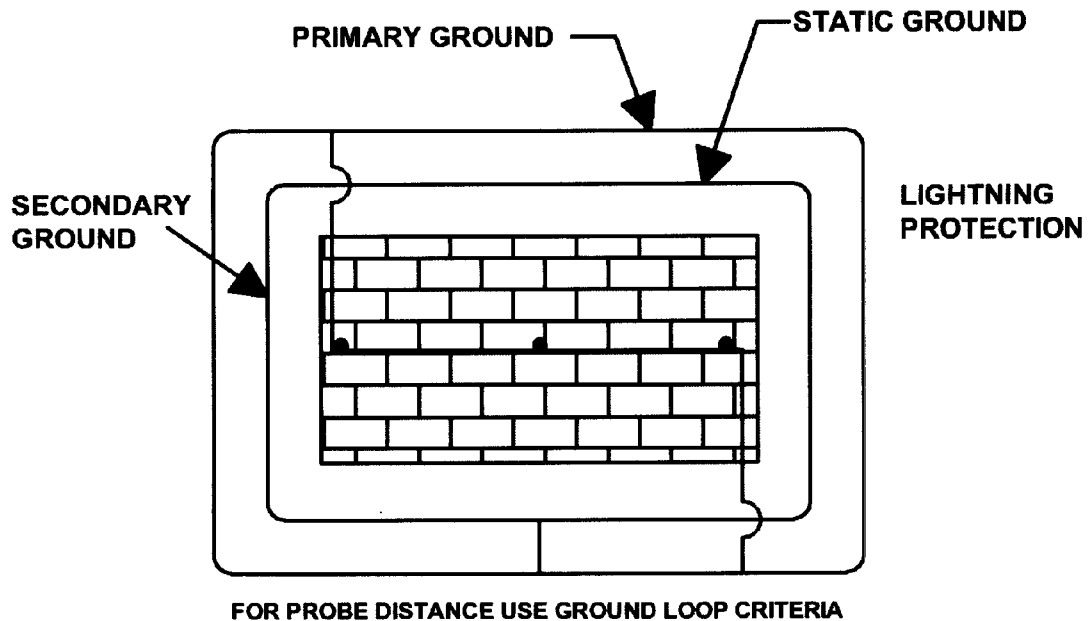 PRIMARY GROUND
STATIC GROUND
SECONDARY
GROUND
LIGHTNING
PROTECTION
FOR PROBE DISTANCE USE GROUND LOOP CRITERIA